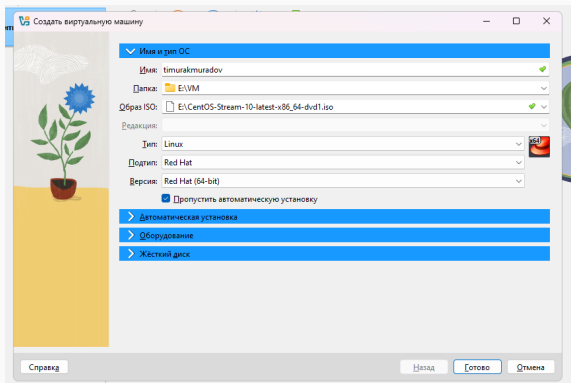 Создать виртуальную машину
Имя и тип ОС
Имя: timurakmuradov
Папка: E:\VM
Образ ISO: E:\CentOS-Stream-10-latest-x86_64-dvd1.iso
Редакция:
Тип: Linux
x64
Подтип: Red Hat
Версия: Red Hat (64-bit)
Пропустить автоматическую установку
Автоматическая установка
Оборудование
Жёсткий диск
Справка Назад Готово Отмена